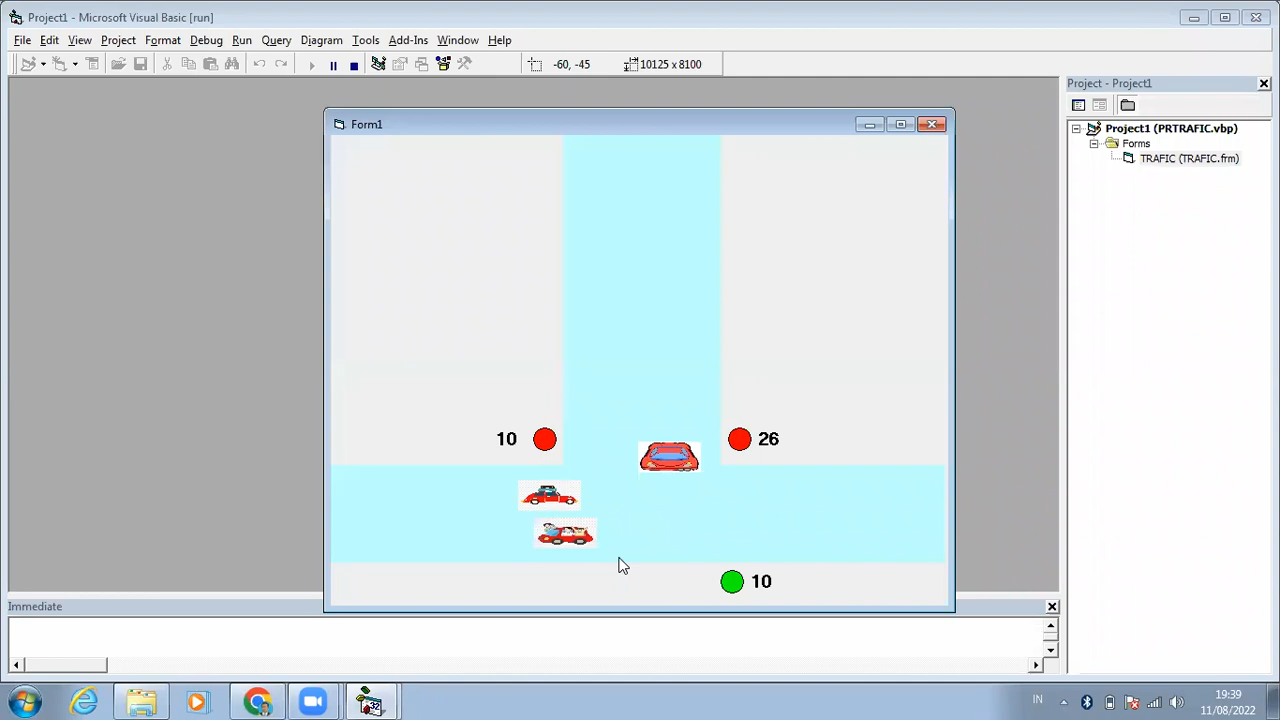 Project1 - Microsoft Visual Basic [run]
File Edit View Project Format Debug Run Query Diagram Tools Add-Ins Window Help
-60, -45 10125 x 8100
Project - Project1
Project1 (PRTRAFIC.vbp)
Forms
TRAFIC (TRAFIC.frm)
Form1
10 26
10
Immediate
32
IN
19:39
11/08/2022